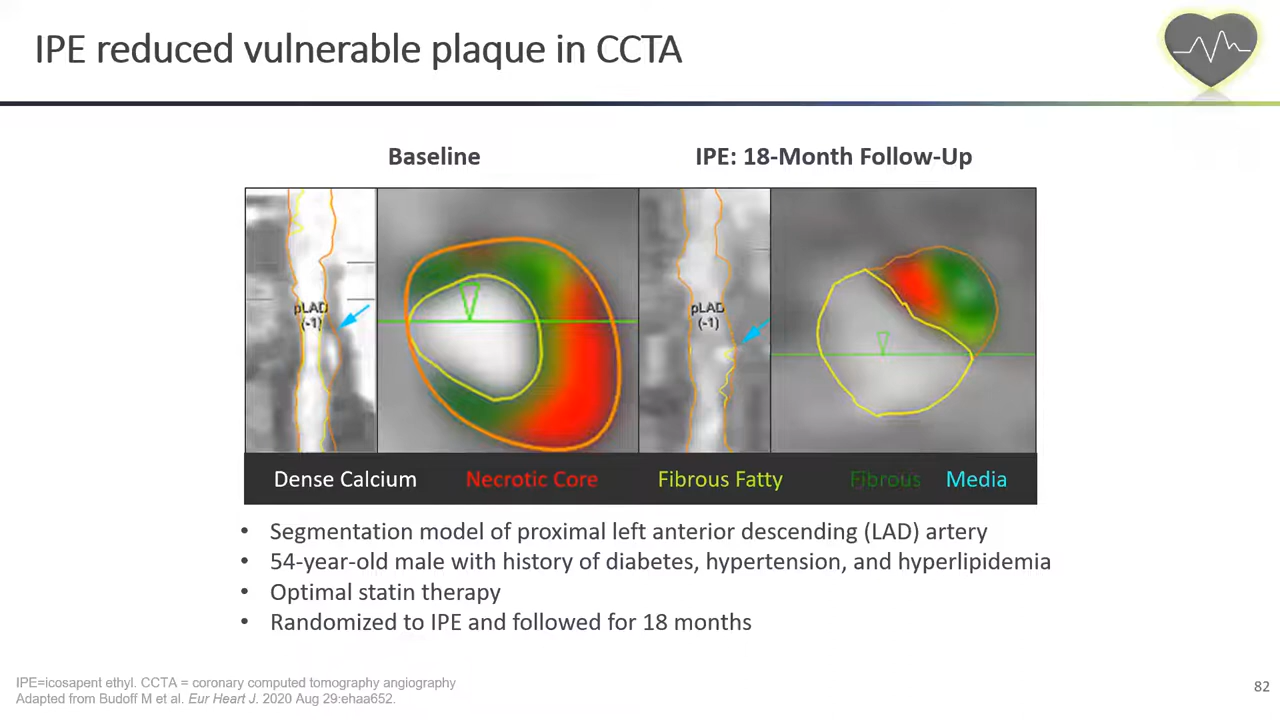 IPE reduced vulnerable plaque in CCTA
Baseline
IPE: 18-Month Follow-Up
pLAD
(-1)
pLAD
(-1)
Dense Calcium Necrotic Core Fibrous Fatty Fibrous Media
• Segmentation model of proximal left anterior descending (LAD) artery
• 54-year-old male with history of diabetes, hypertension, and hyperlipidemia
• Optimal statin therapy
• Randomized to IPE and followed for 18 months
IPE=icosapent ethyl. CCTA = coronary computed tomography angiography
Adapted from Budoff M et al. Eur Heart J. 2020 Aug 29:ehaa652.
82